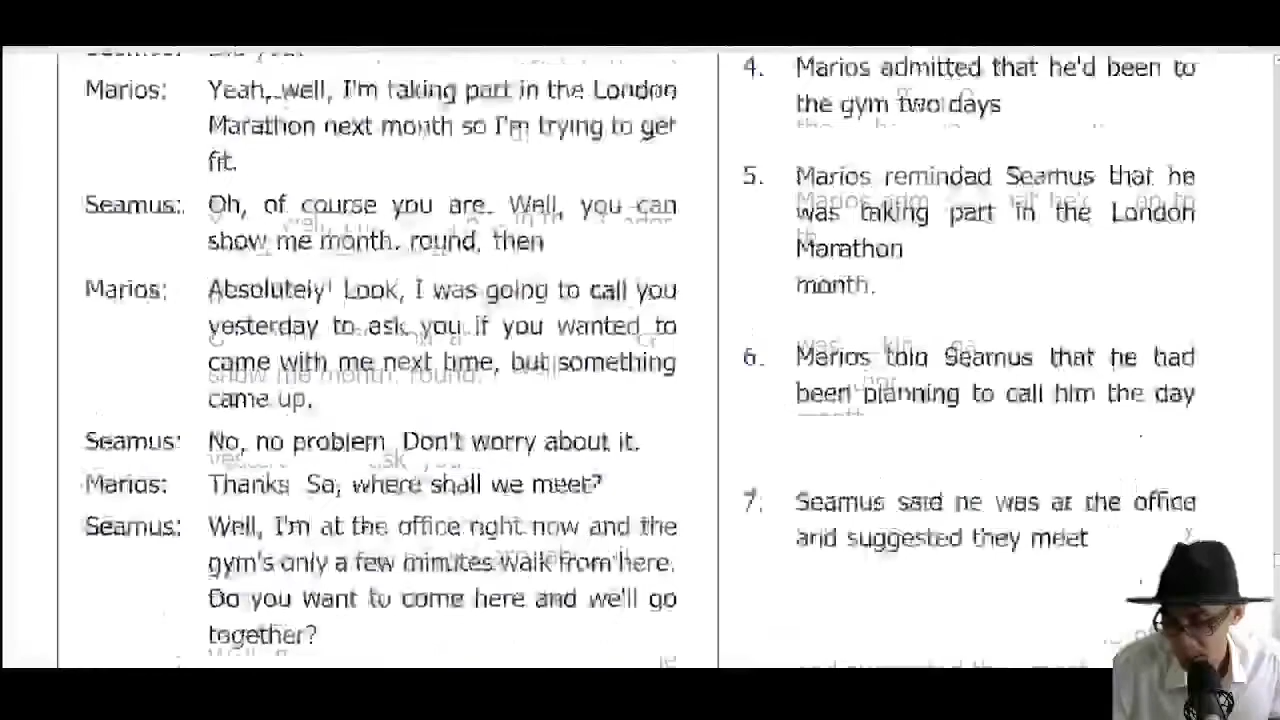 Marios: Yeah, well, I'm taking part in the London
Marathon next month so I'm trying to get
fit.
Seamus: Oh, of course you are. Well, you can
show me month. round, then
Marios: Absolutely! Look, I was going to call you
yesterday to ask you if you wanted to
came with me next time, but something
came up.
Seamus: No, no problem Don't worry about it.
Marios: Thanks So, where shall we meet?
Seamus: Well, I'm at the office right now and the
gym's only a few minutes walk from here.
Do you want to come here and we'll go
together?
4. Marios admitted that he'd been to
the gym two days
5. Marios remindad Seamus that he
was taking part in the London
Marathon
month.
6. Marios told Seamus that he had
been planning to call him the day
7. Seamus said he was at the office
and suggested they meet